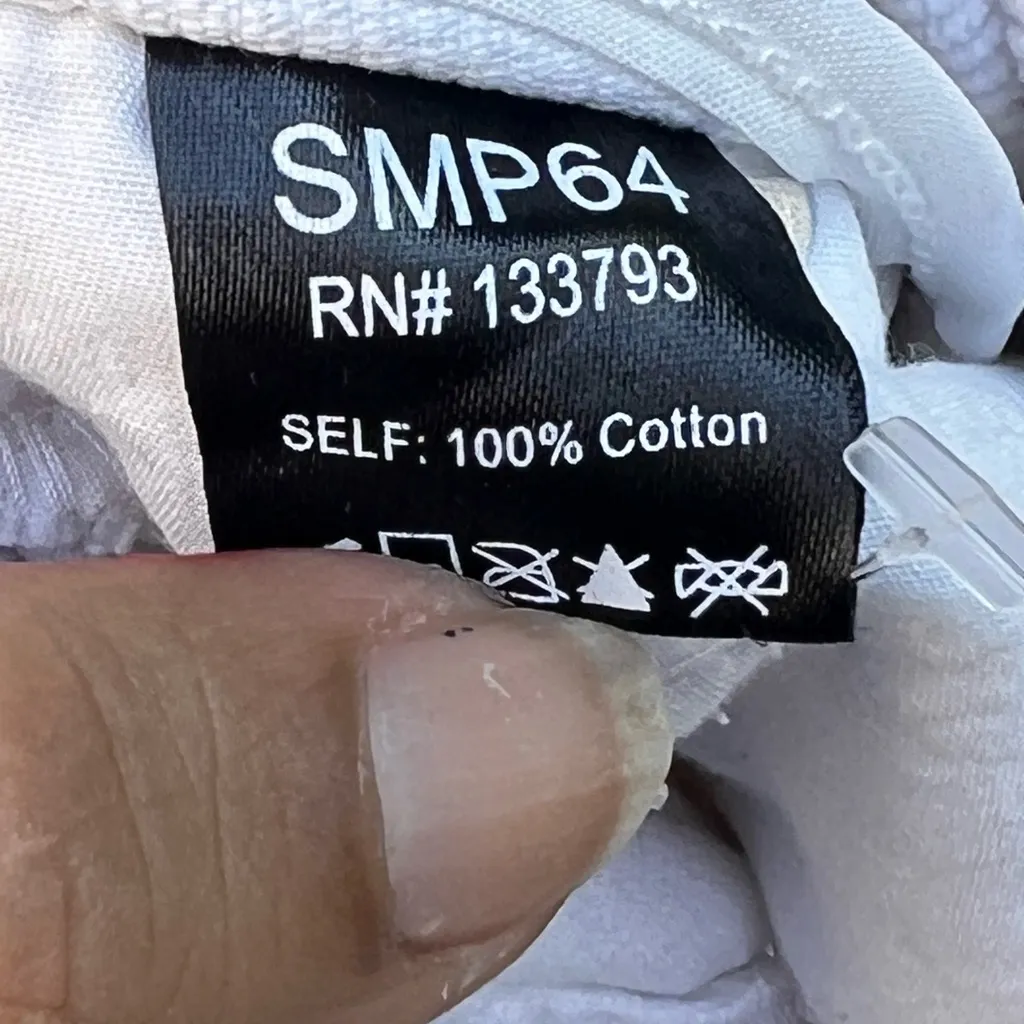 SMP64
RN# 133793
SELF: 100% Cotton